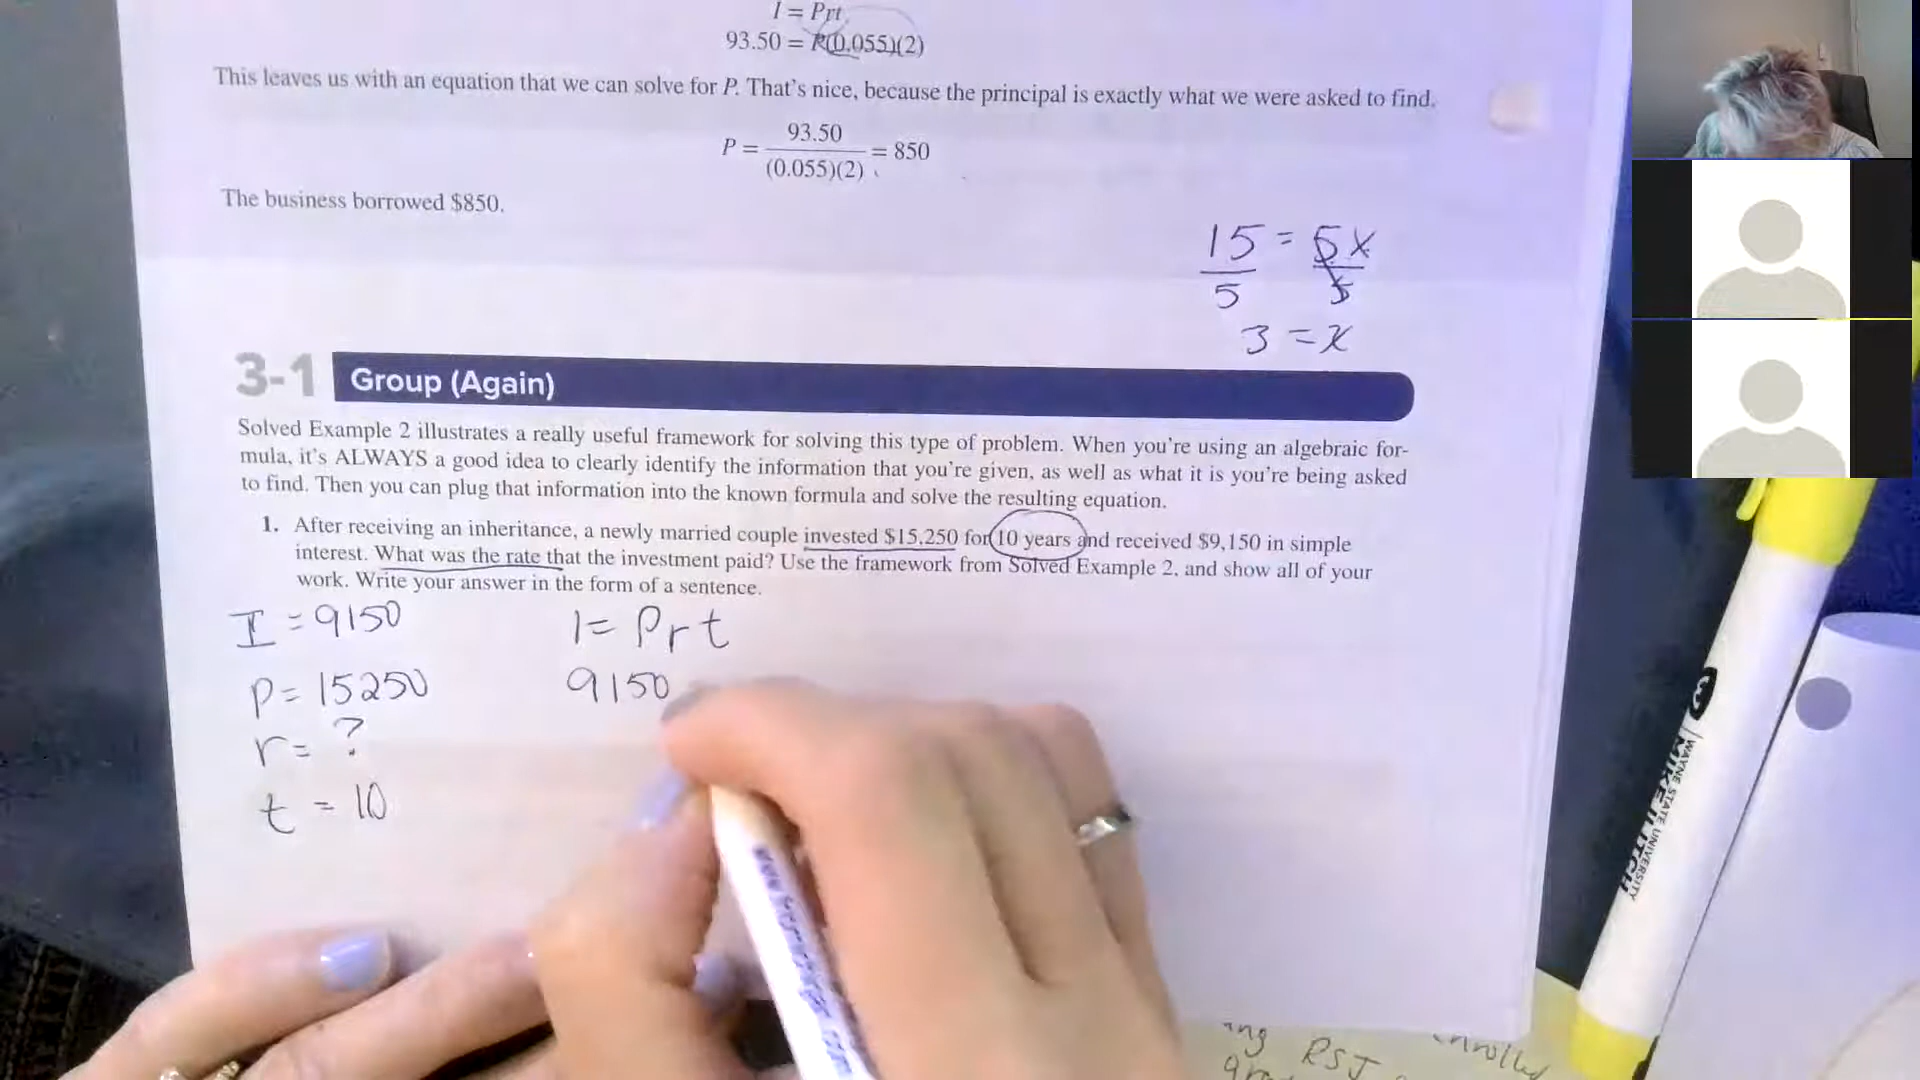 I = Prt
93.50 = P(0.055)(2)
This leaves us with an equation that we can solve for P. That's nice, because the principal is exactly what we were asked to find.
P = 93.50 / (0.055)(2) = 850
The business borrowed $850.
15 = 5x
5 5
3 = x
3-1 Group (Again)
Solved Example 2 illustrates a really useful framework for solving this type of problem. When you're using an algebraic for-
mula, it's ALWAYS a good idea to clearly identify the information that you're given, as well as what it is you're being asked
to find. Then you can plug that information into the known formula and solve the resulting equation.
1. After receiving an inheritance, a newly married couple invested $15,250 for 10 years and received $9,150 in simple
interest. What was the rate that the investment paid? Use the framework from Solved Example 2, and show all of your
work. Write your answer in the form of a sentence.
I = 9150
P = 15250
r = ?
t = 10
I = Prt
9150
W
WAYNE STATE UNIVERSITY
MIKE ILITCH
ing RSJ
enrolled